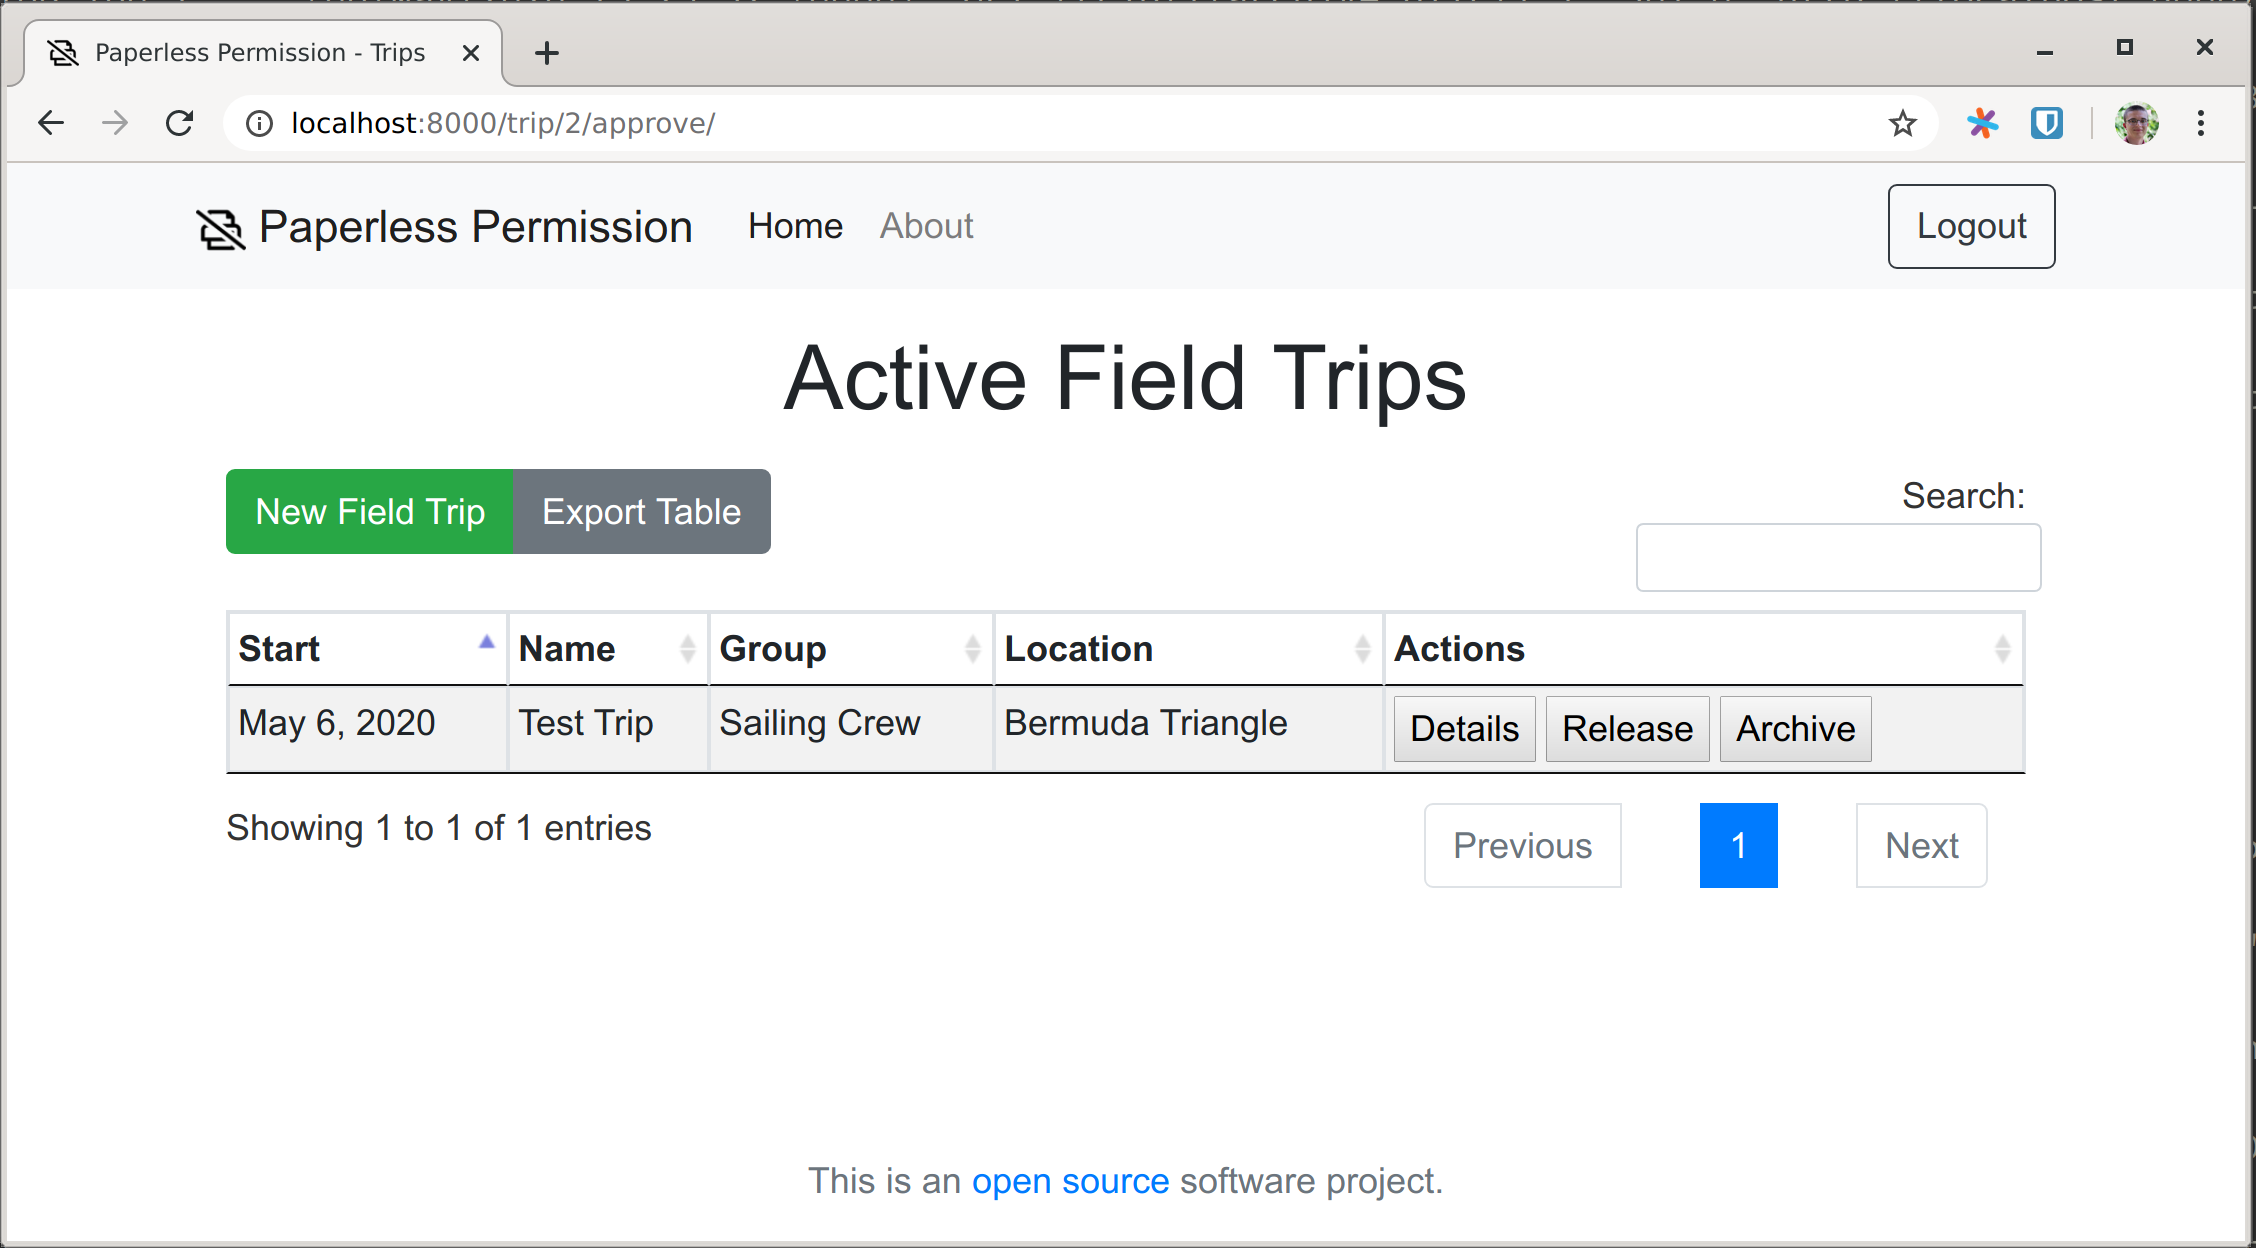 Paperless Permission - Trips
localhost:8000/trip/2/approve/
Paperless Permission Home About Logout
Active Field Trips
New Field Trip Export Table
Search:
Start Name Group Location Actions
May 6, 2020 Test Trip Sailing Crew Bermuda Triangle Details Release Archive
Showing 1 to 1 of 1 entries
Previous 1 Next
This is an open source software project.